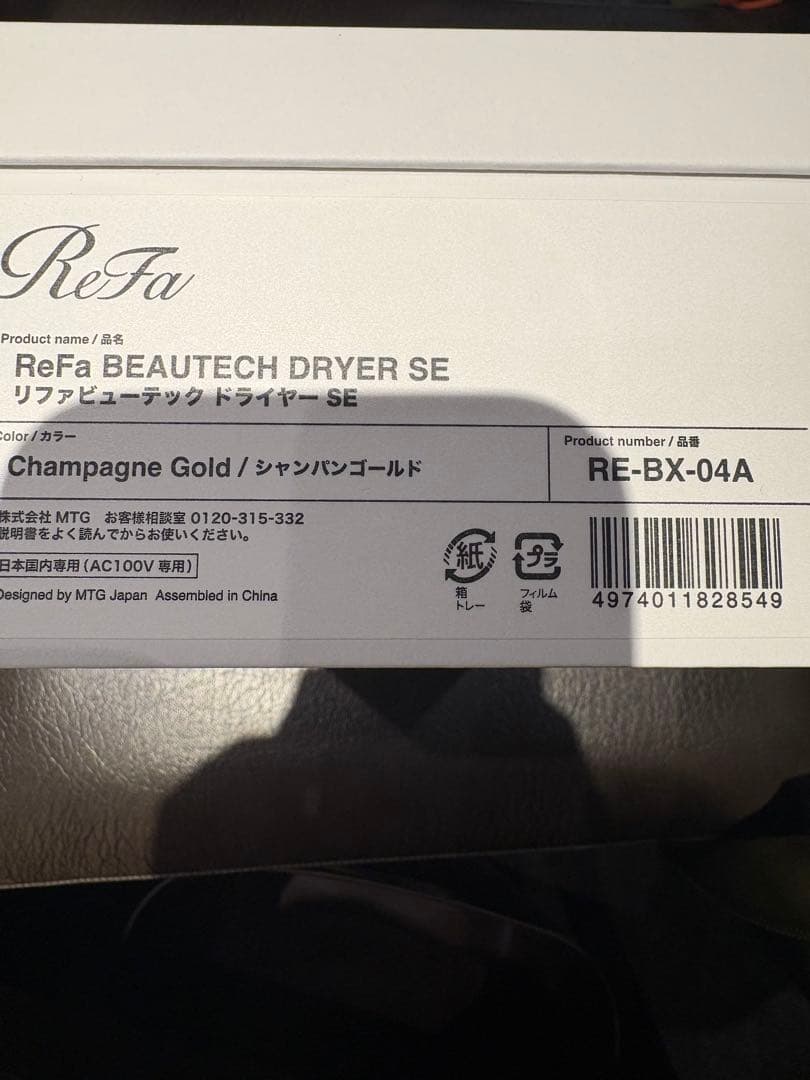 ReFa
Product name / 品名
ReFa BEAUTECH DRYER SE
リファビューテック ドライヤー SE
Color / カラー
Champagne Gold / シャンパンゴールド
Product number / 品番
RE-BX-04A
株式会社 MTG お客様相談室 0120-315-332
説明書をよく読んでからお使いください。
日本国内専用（AC100V 専用）
Designed by MTG Japan Assembled in China
紙
箱
トレー
プラ
フィルム
袋
4974011828549